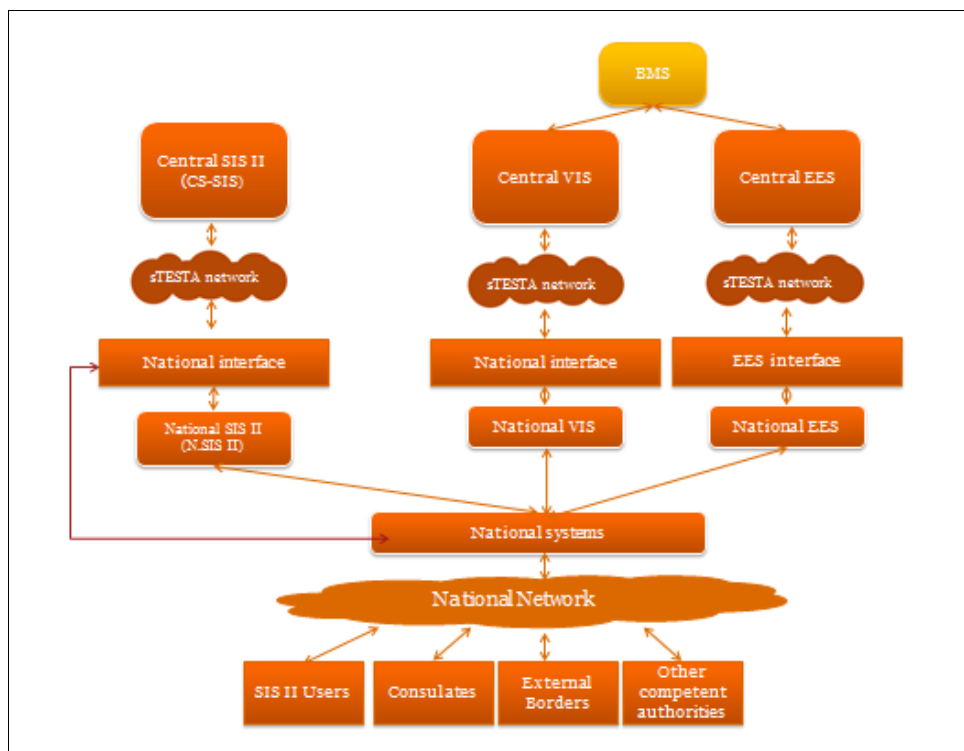 BMS
Central SIS II
(CS-SIS)
Central VIS
Central EES
sTESTA network
sTESTA network
sTESTA network
National interface
National interface
EES interface
National SIS II
(N.SIS II)
National VIS
National EES
National systems
National Network
SIS II Users
Consulates
External
Borders
Other
competent
authorities